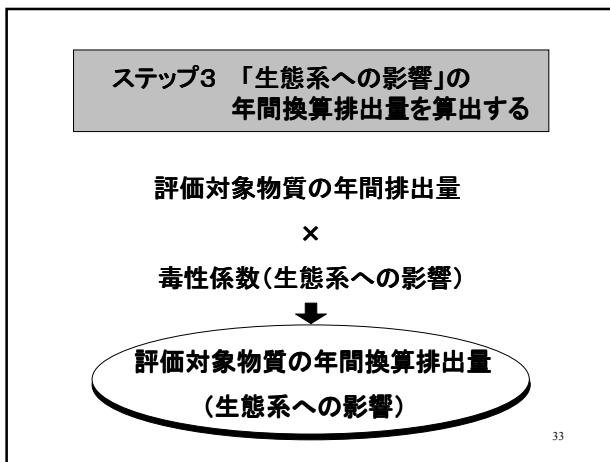 ステップ3 「生態系への影響」の
年間換算排出量を算出する
評価対象物質の年間排出量
×
毒性係数(生態系への影響)
評価対象物質の年間換算排出量
(生態系への影響)
33